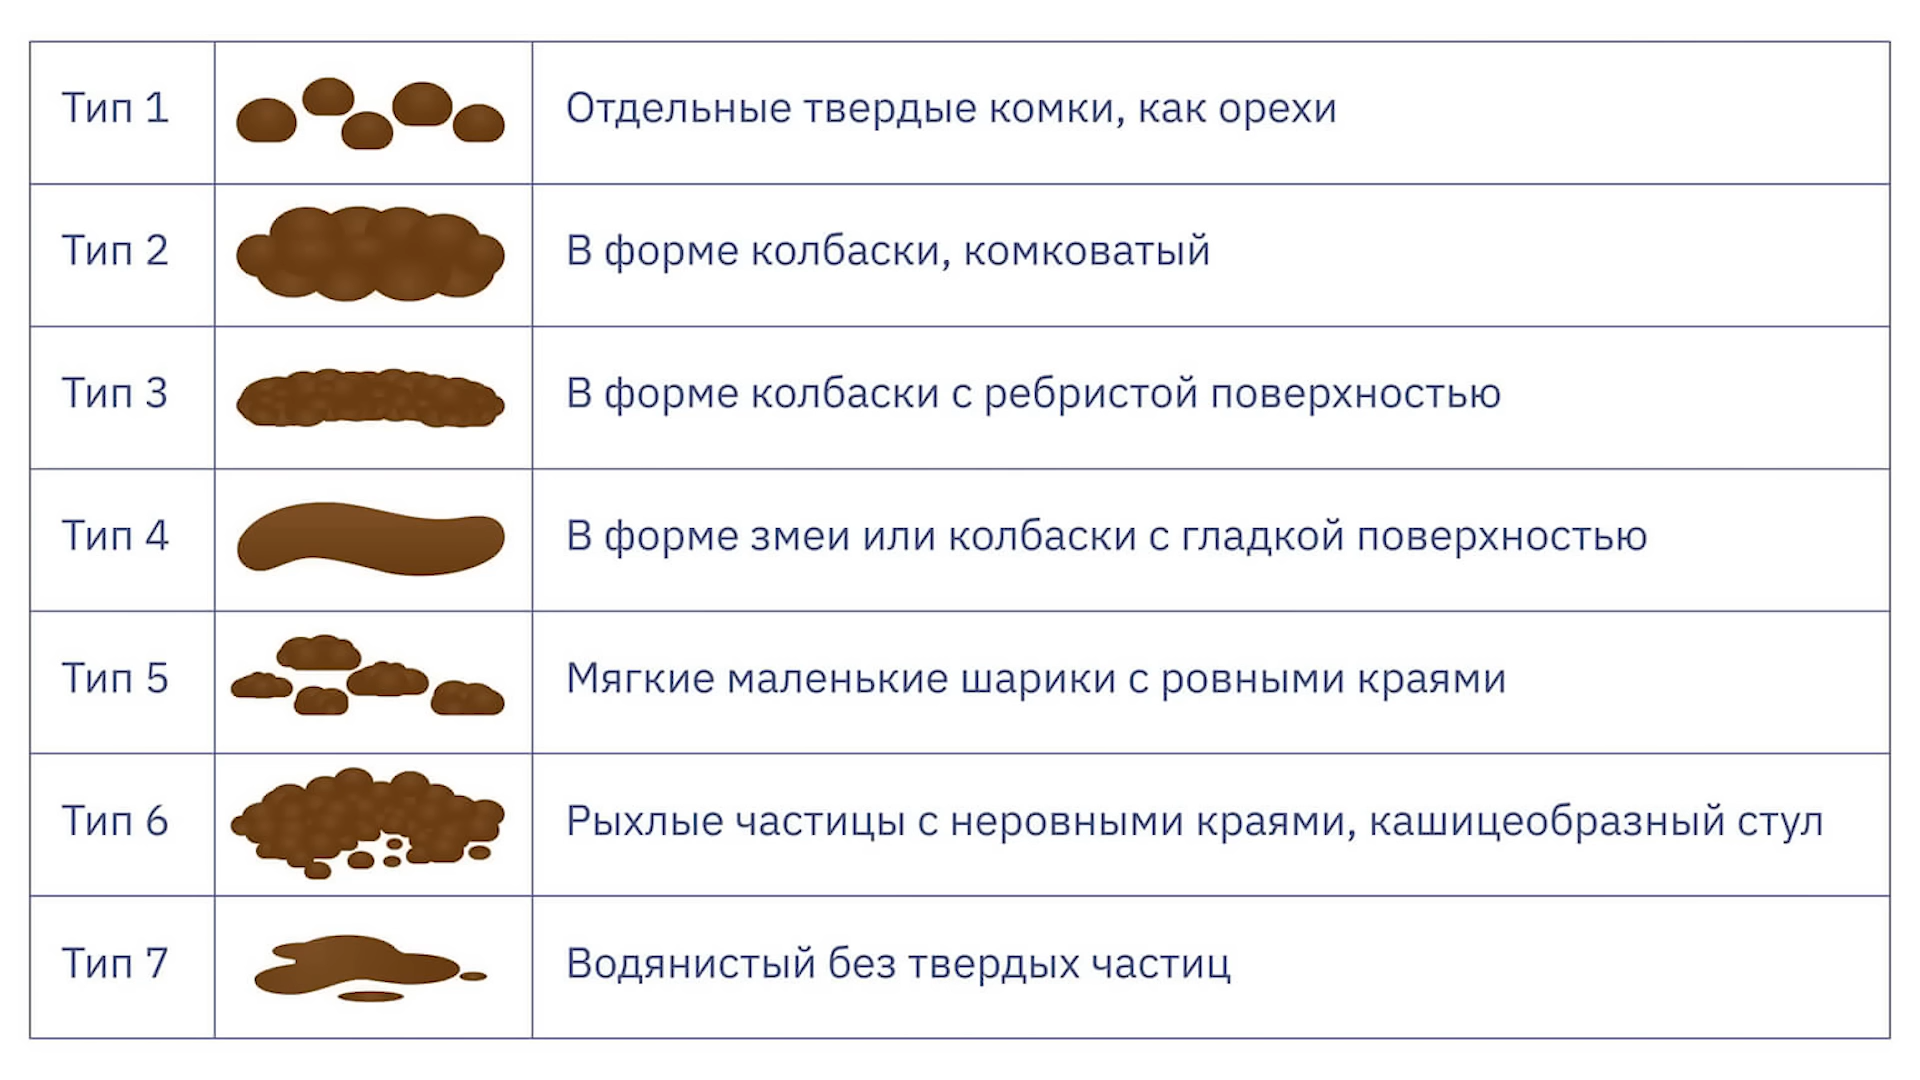 Тип 1 Отдельные твердые комки, как орехи
Тип 2 В форме колбаски, комковатый
Тип 3 В форме колбаски с ребристой поверхностью
Тип 4 В форме змеи или колбаски с гладкой поверхностью
Тип 5 Мягкие маленькие шарики с ровными краями
Тип 6 Рыхлые частицы с неровными краями, кашицеобразный стул
Тип 7 Водянистый без твердых частиц